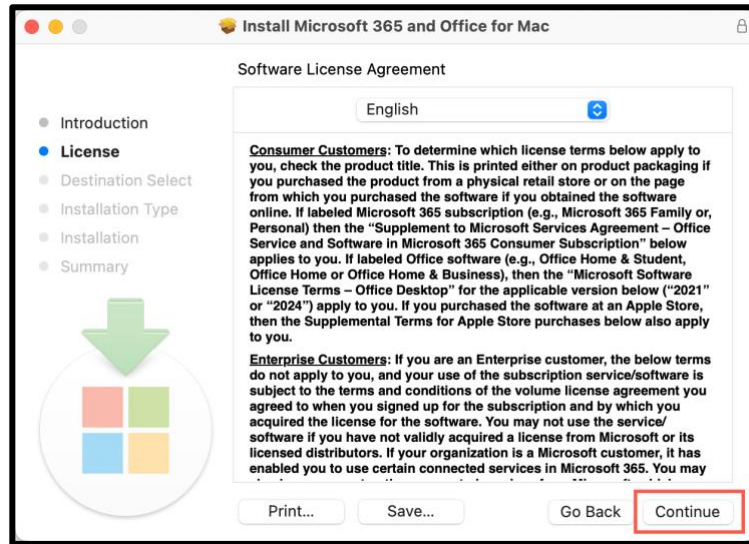 Install Microsoft 365 and Office for Mac
Software License Agreement
Introduction
License
Destination Select
Installation Type
Installation
Summary
English
Consumer Customers: To determine which license terms below apply to
you, check the product title. This is printed either on product packaging if
you purchased the product from a physical retail store or on the page
from which you purchased the software if you obtained the software
online. If labeled Microsoft 365 subscription (e.g., Microsoft 365 Family or,
Personal) then the “Supplement to Microsoft Services Agreement – Office
Service and Software in Microsoft 365 Consumer Subscription” below
applies to you. If labeled Office software (e.g., Office Home & Student,
Office Home or Office Home & Business), then the “Microsoft Software
License Terms – Office Desktop” for the applicable version below (“2021”
or “2024”) apply to you. If you purchased the software at an Apple Store,
then the Supplemental Terms for Apple Store purchases below also apply
to you.
Enterprise Customers: If you are an Enterprise customer, the below terms
do not apply to you, and your use of the subscription service/software is
subject to the terms and conditions of the volume license agreement you
agreed to when you signed up for the subscription and by which you
acquired the license for the software. You may not use the service/
software if you have not validly acquired a license from Microsoft or its
licensed distributors. If your organization is a Microsoft customer, it has
enabled you to use certain connected services in Microsoft 365. You may
Print...
Save...
Go Back
Continue